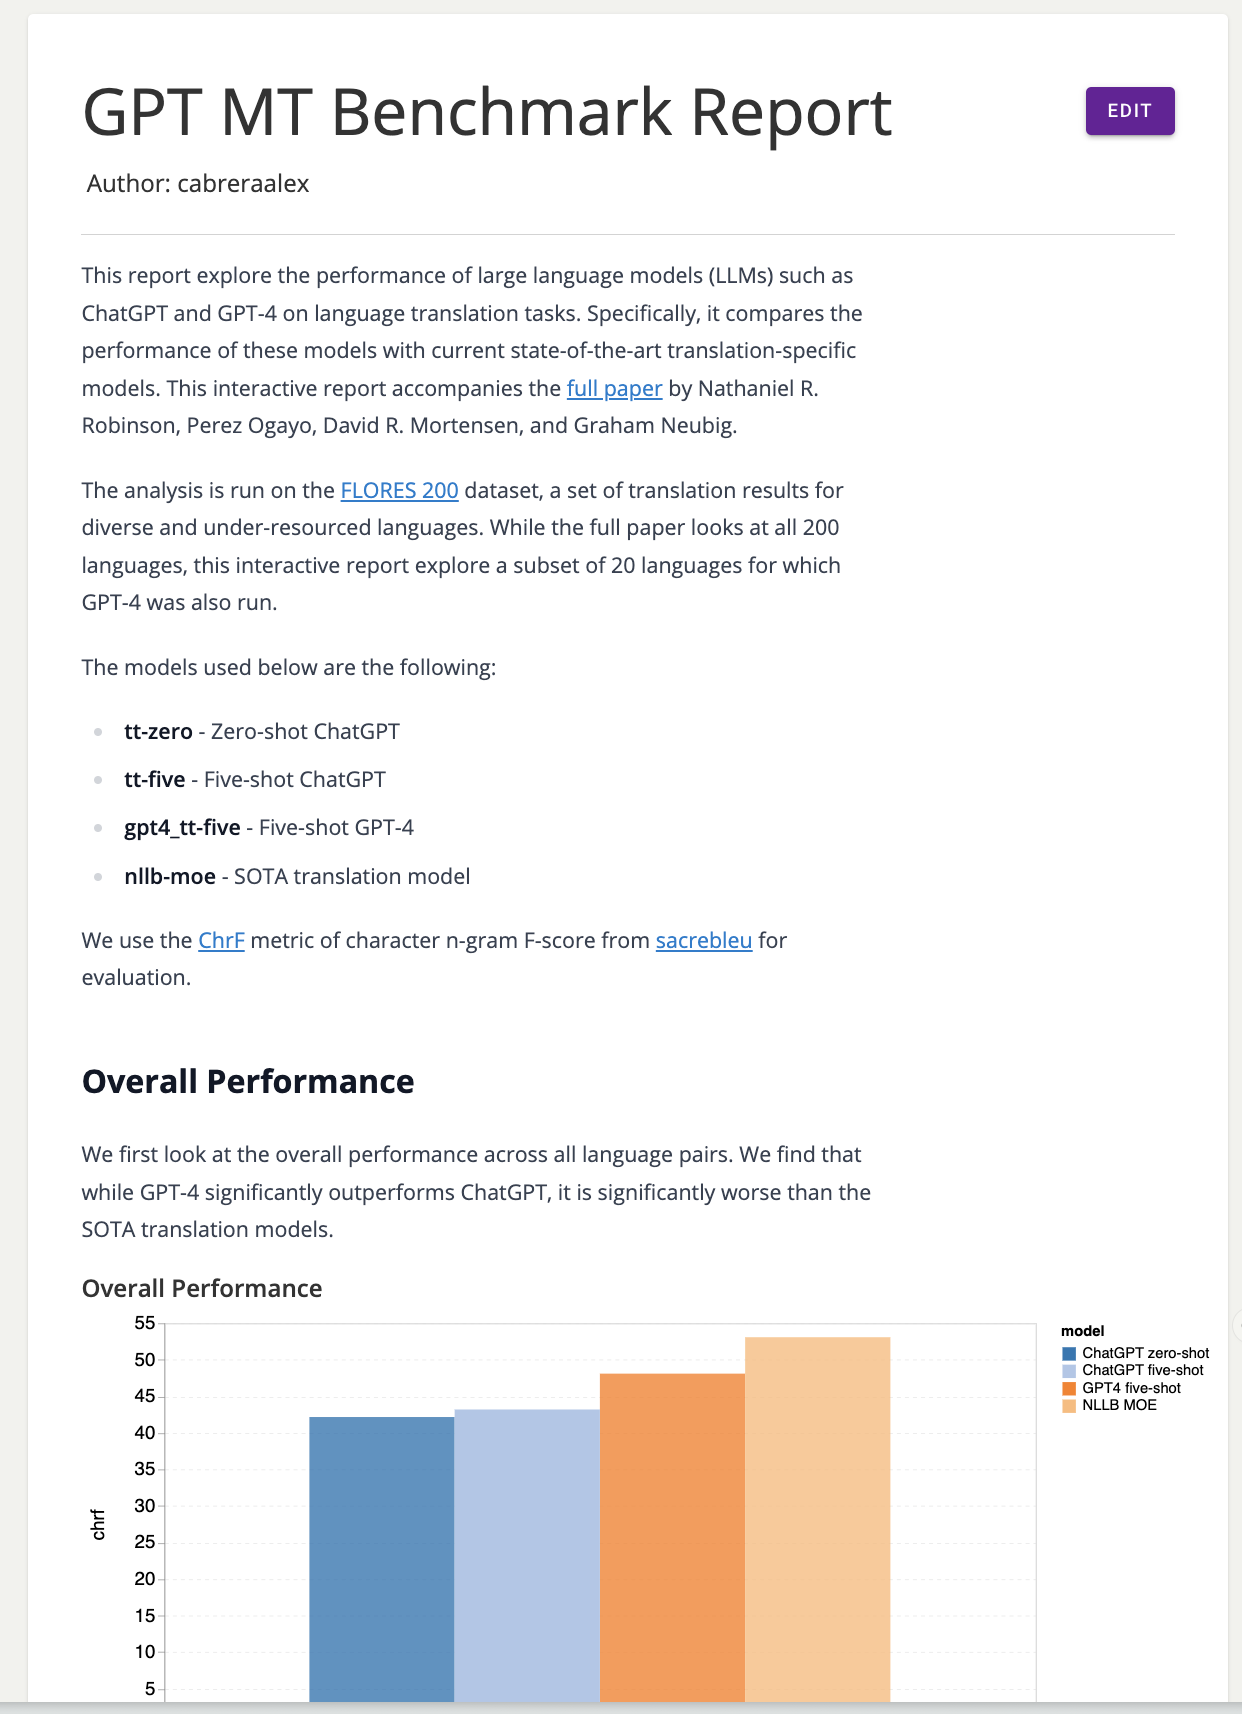 GPT MT Benchmark Report
EDIT
Author: cabreraalex
This report explore the performance of large language models (LLMs) such as
ChatGPT and GPT-4 on language translation tasks. Specifically, it compares the
performance of these models with current state-of-the-art translation-specific
models. This interactive report accompanies the full paper by Nathaniel R.
Robinson, Perez Ogayo, David R. Mortensen, and Graham Neubig.
The analysis is run on the FLORES 200 dataset, a set of translation results for
diverse and under-resourced languages. While the full paper looks at all 200
languages, this interactive report explore a subset of 20 languages for which
GPT-4 was also run.
The models used below are the following:
tt-zero - Zero-shot ChatGPT
tt-five - Five-shot ChatGPT
gpt4_tt-five - Five-shot GPT-4
nllb-moe - SOTA translation model
We use the ChrF metric of character n-gram F-score from sacrebleu for
evaluation.
Overall Performance
We first look at the overall performance across all language pairs. We find that
while GPT-4 significantly outperforms ChatGPT, it is significantly worse than the
SOTA translation models.
Overall Performance
55
50
45
40
35
30
25
20
15
10
5
chrf
model
ChatGPT zero-shot
ChatGPT five-shot
GPT4 five-shot
NLLB MOE